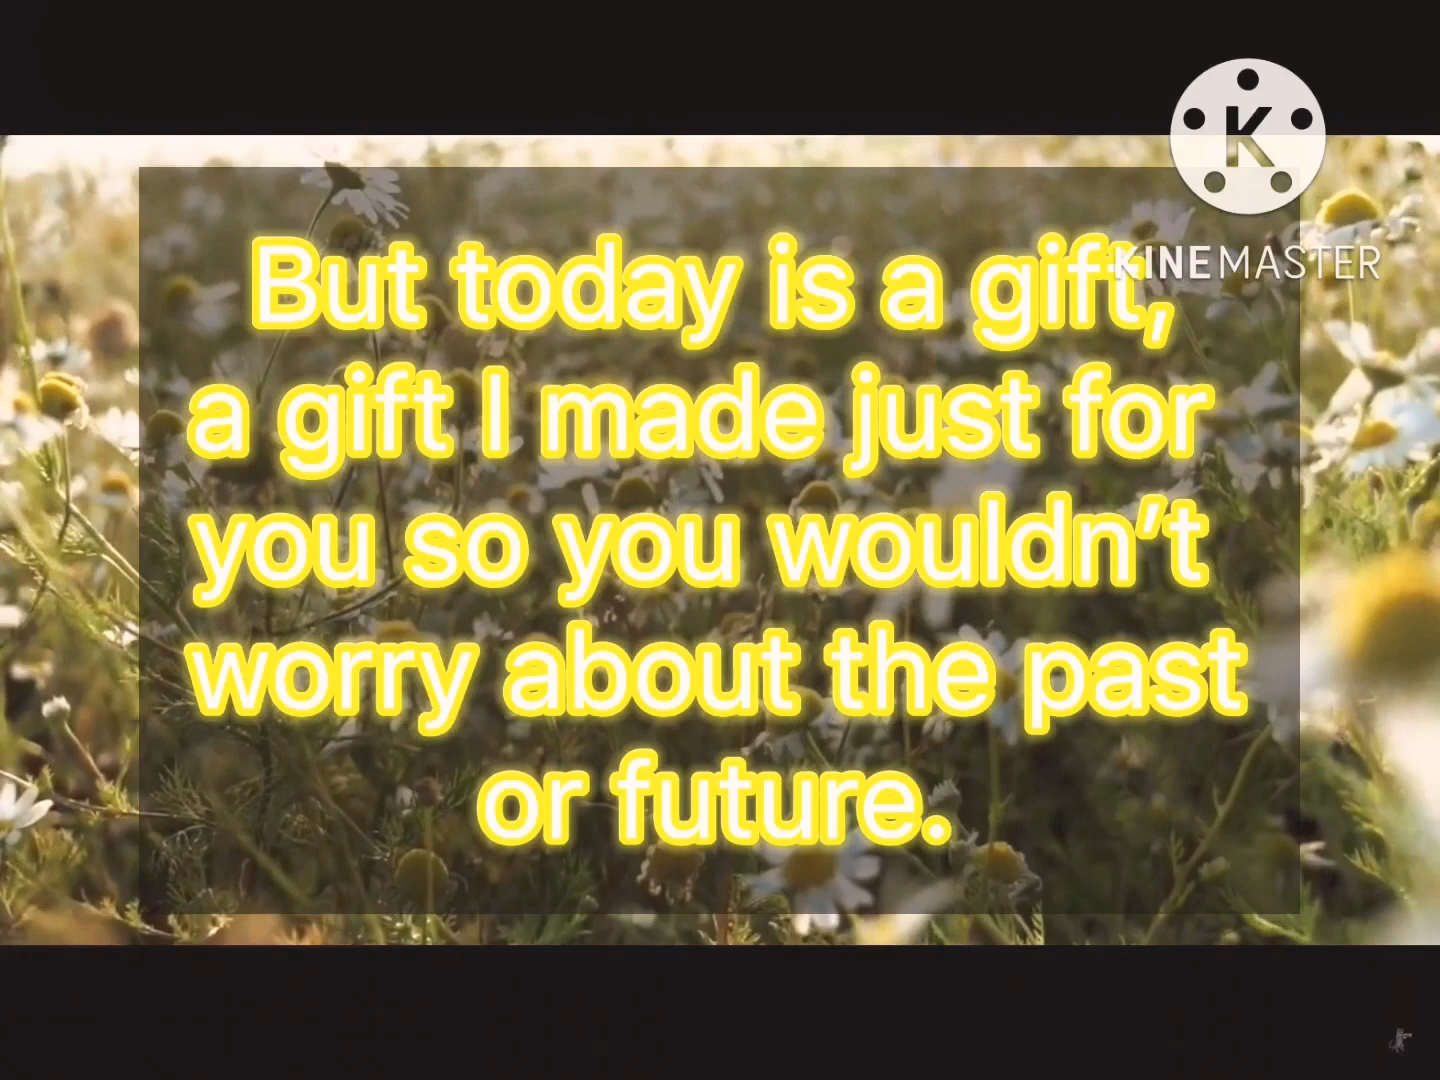 K
KINEMASTER
But today is a gift,
a gift I made just for
you so you wouldn't
worry about the past
or future.